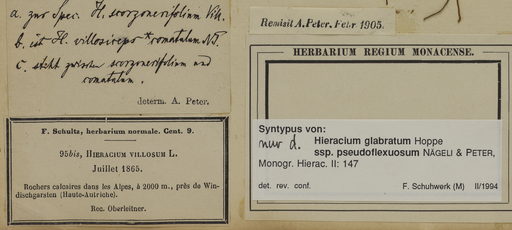 a. zur Spec. H. scorzonerifolium Vill.
b. ist H. villosiceps * comatulum NP.
c. steht zwischen scorzonerifolium und
comatulum.
determ. A. Peter.
F. Schultz, herbarium normale. Cent. 9.
95bis, HIERACIUM VILLOSUM L.
Juillet 1865.
Rochers calcaires dans les Alpes, à 2000 m., près de Win-
dischgarsten (Haute-Autriche).
Rec. Oberleitner.
Remisit A. Peter. Febr 1905.
HERBARIUM REGIUM MONACENSE.
Syntypus von:
nur d. Hieracium glabratum Hoppe
ssp. pseudoflexuosum NÄGELI & PETER,
Monogr. Hierac. II: 147
det. rev. conf. F. Schuhwerk (M) II/1994